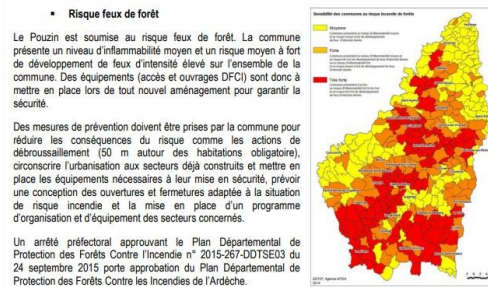 ▪ Risque feux de forêt
Le Pouzin est soumise au risque feux de forêt. La commune
présente un niveau d'inflammabilité moyen et un risque moyen à fort
de développement de feux d'intensité élevé sur l'ensemble de la
commune. Des équipements (accès et ouvrages DFCI) sont donc à
mettre en place lors de tout nouvel aménagement pour garantir la
sécurité.
Des mesures de prévention doivent être prises par la commune pour
réduire les conséquences du risque comme les actions de
débroussaillement (50 m autour des habitations obligatoire),
circonscrire l'urbanisation aux secteurs déjà construits et mettre en
place les équipements nécessaires à leur mise en sécurité, prévoir
une conception des ouvertures et fermetures adaptée à la situation
de risque incendie et la mise en place d'un programme
d'organisation et d'équipement des secteurs concernés.
Un arrêté préfectoral approuvant le Plan Départemental de
Protection des Forêts Contre l'Incendie n° 2015-267-DDTSE03 du
24 septembre 2015 porte approbation du Plan Départemental de
Protection des Forêts Contre les Incendies de l'Ardèche.
Sensibilité des communes au risque incendie de forêts
Moyenne
Forte
Très forte